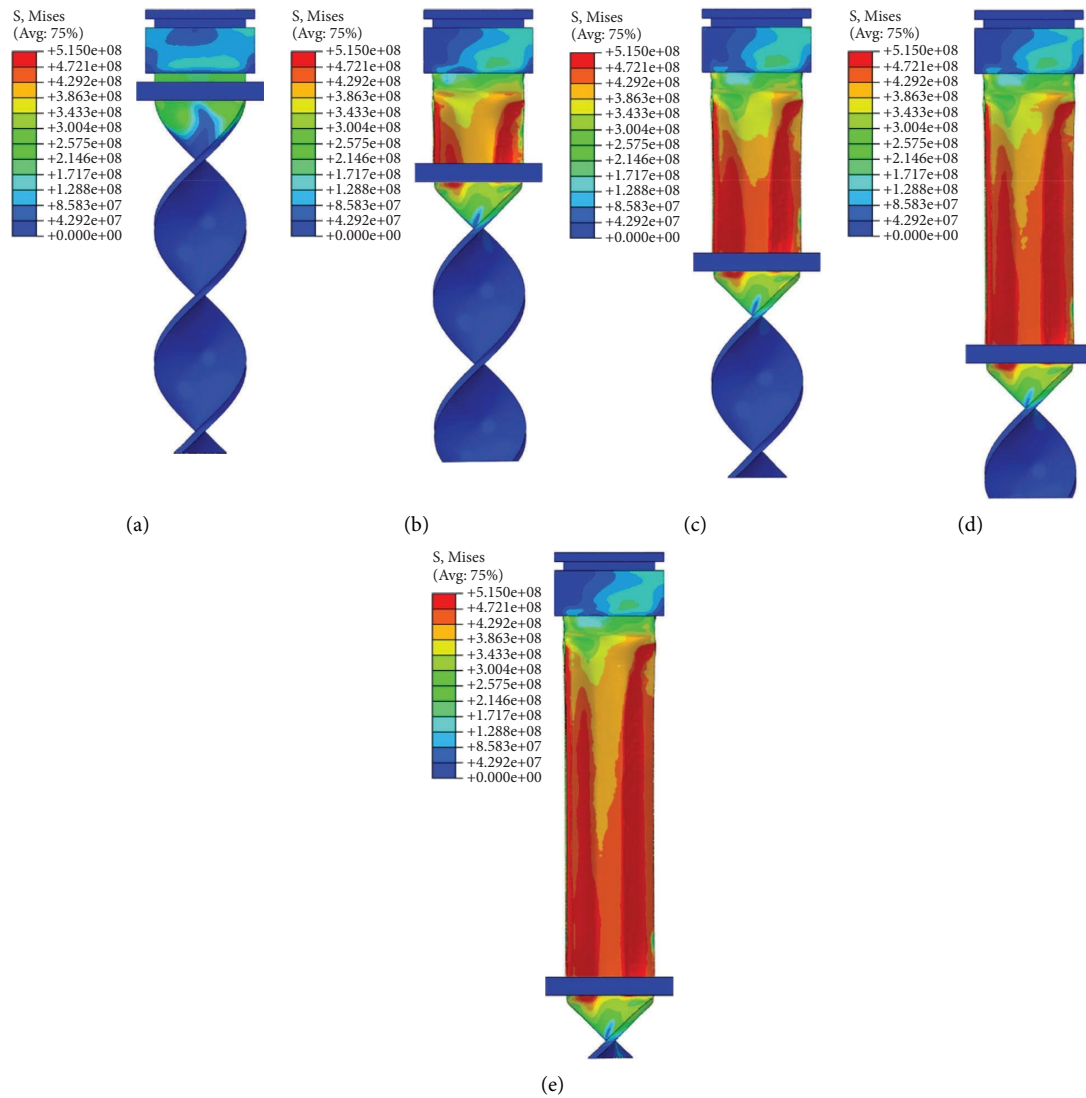 S, Mises
(Avg: 75%)
+5.150e+08
+4.721e+08
+4.292e+08
+3.863e+08
+3.433e+08
+3.004e+08
+2.575e+08
+2.146e+08
+1.717e+08
+1.288e+08
+8.583e+07
+4.292e+07
+0.000e+00
(a)
S, Mises
(Avg: 75%)
+5.150e+08
+4.721e+08
+4.292e+08
+3.863e+08
+3.433e+08
+3.004e+08
+2.575e+08
+2.146e+08
+1.717e+08
+1.288e+08
+8.583e+07
+4.292e+07
+0.000e+00
(b)
S, Mises
(Avg: 75%)
+5.150e+08
+4.721e+08
+4.292e+08
+3.863e+08
+3.433e+08
+3.004e+08
+2.575e+08
+2.146e+08
+1.717e+08
+1.288e+08
+8.583e+07
+4.292e+07
+0.000e+00
(c)
S, Mises
(Avg: 75%)
+5.150e+08
+4.721e+08
+4.292e+08
+3.863e+08
+3.433e+08
+3.004e+08
+2.575e+08
+2.146e+08
+1.717e+08
+1.288e+08
+8.583e+07
+4.292e+07
+0.000e+00
(d)
S, Mises
(Avg: 75%)
+5.150e+08
+4.721e+08
+4.292e+08
+3.863e+08
+3.433e+08
+3.004e+08
+2.575e+08
+2.146e+08
+1.717e+08
+1.288e+08
+8.583e+07
+4.292e+07
+0.000e+00
(e)